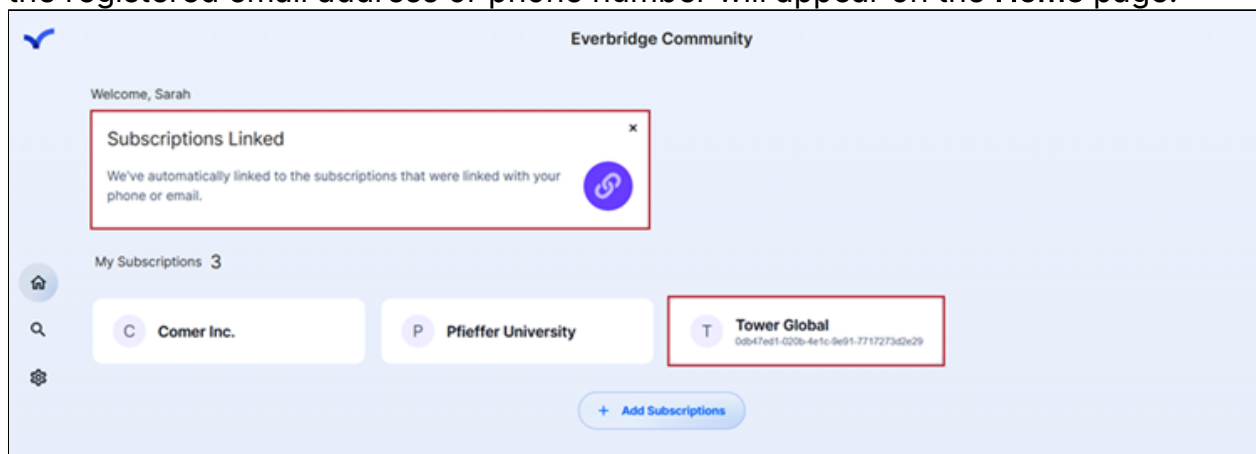 the registered email address or phone number will appear on the Home page.
Everbridge Community
Welcome, Sarah
Subscriptions Linked
We've automatically linked to the subscriptions that were linked with your
phone or email.
My Subscriptions 3
C Comer Inc.
P Pfieffer University
T Tower Global
0db47ed1-020b-4e1c-9e91-7717273d2e29
+ Add Subscriptions